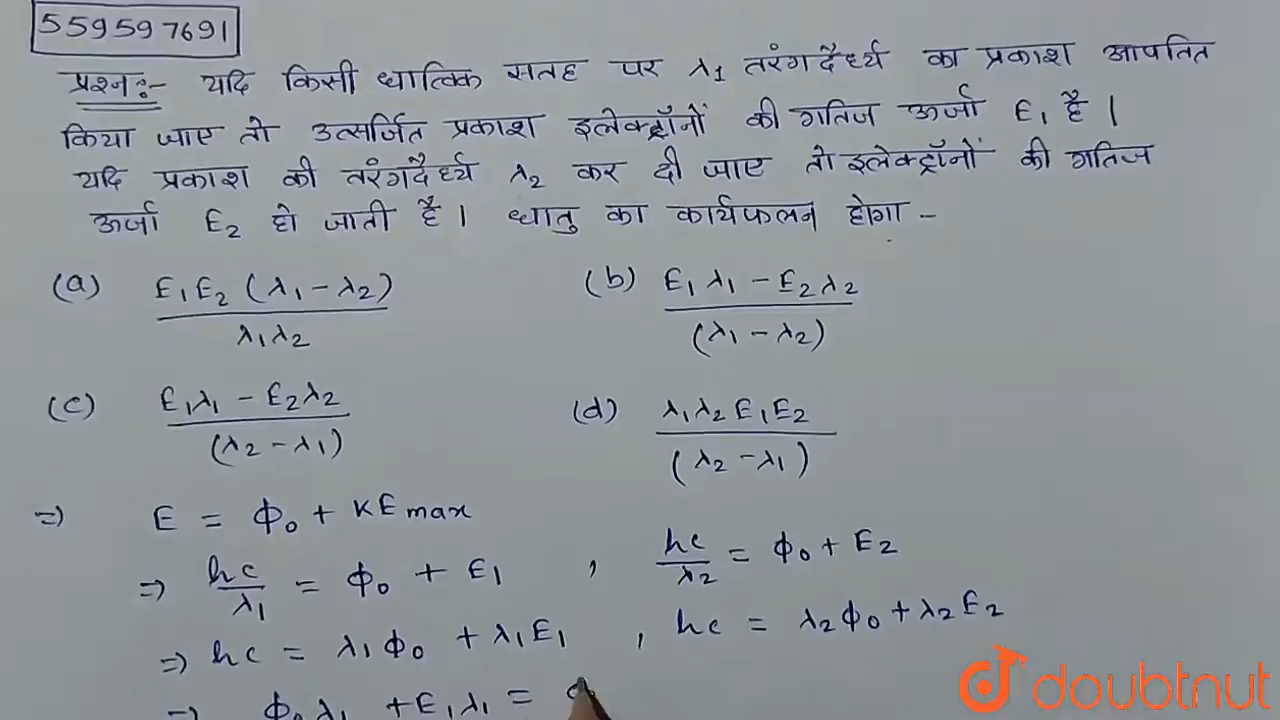 559597691
प्रश्न:- यदि किसी धात्विक सतह पर λ1 तरंगदैर्ध्य का प्रकाश आपतित
किया जाए तो उत्सर्जित प्रकाश इलेक्ट्रॉनों की गतिज ऊर्जा E1 है।
यदि प्रकाश की तरंगदैर्ध्य λ2 कर दी जाए तो इलेक्ट्रॉनों की गतिज
ऊर्जा E2 हो जाती है। धातु का कार्यफलन होगा -
(a) E1E2 (λ1-λ2) / λ1λ2 (b) E1λ1 - E2λ2 / (λ1-λ2)
(c) E1λ1 - E2λ2 / (λ2-λ1) (d) λ1λ2E1E2 / (λ2-λ1)
=> E = Φ0 + KEmax
=> hc/λ1 = Φ0 + E1 , hc/λ2 = Φ0 + E2
=> hc = λ1Φ0 + λ1E1 , hc = λ2Φ0 + λ2E2
=> Φ0λ1 + E1λ1 =
doubtnut